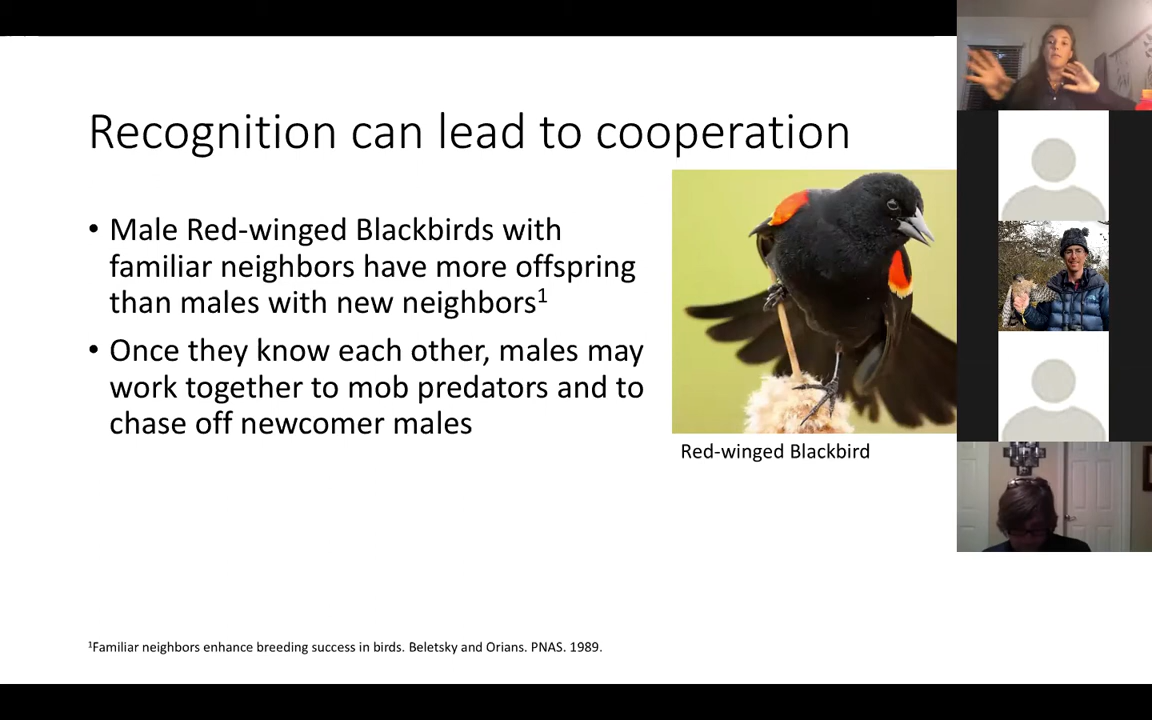 Recognition can lead to cooperation
• Male Red-winged Blackbirds with
familiar neighbors have more offspring
than males with new neighbors¹
• Once they know each other, males may
work together to mob predators and to
chase off newcomer males
Red-winged Blackbird
¹Familiar neighbors enhance breeding success in birds. Beletsky and Orians. PNAS. 1989.